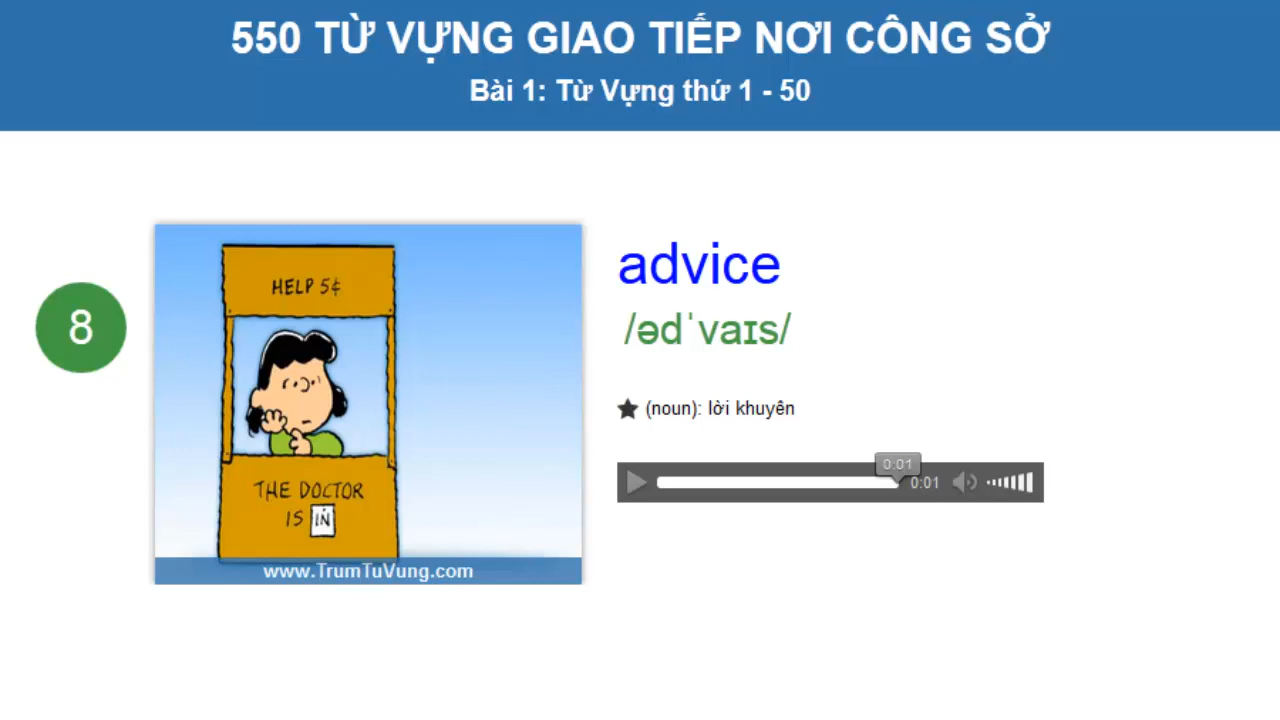 550 TỪ VỰNG GIAO TIẾP NƠI CÔNG SỞ
Bài 1: Từ Vựng thứ 1 - 50
8
HELP 5¢
THE DOCTOR
IS IN
www.TrumTuVung.com
advice
/ədˈvaɪs/
(noun): lời khuyên
0:01
0:01